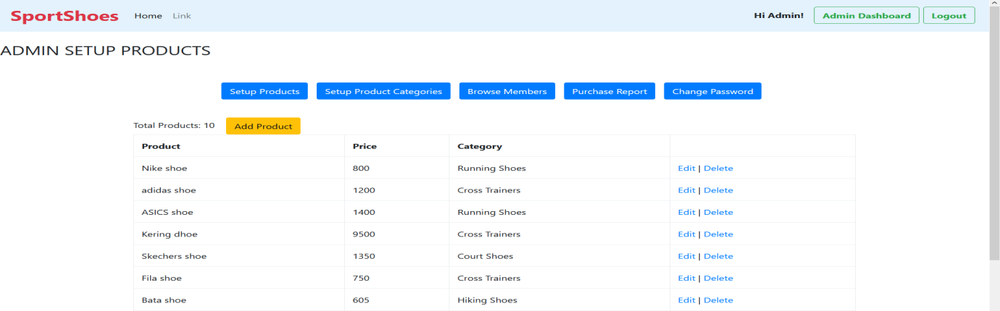 SportShoes Home Link Hi Admin! Admin Dashboard Logout
ADMIN SETUP PRODUCTS
Setup Products Setup Product Categories Browse Members Purchase Report Change Password
Total Products: 10 Add Product
Product Price Category
Nike shoe 800 Running Shoes Edit | Delete
adidas shoe 1200 Cross Trainers Edit | Delete
ASICS shoe 1400 Running Shoes Edit | Delete
Kering dhoe 9500 Cross Trainers Edit | Delete
Skechers shoe 1350 Court Shoes Edit | Delete
Fila shoe 750 Cross Trainers Edit | Delete
Bata shoe 605 Hiking Shoes Edit | Delete